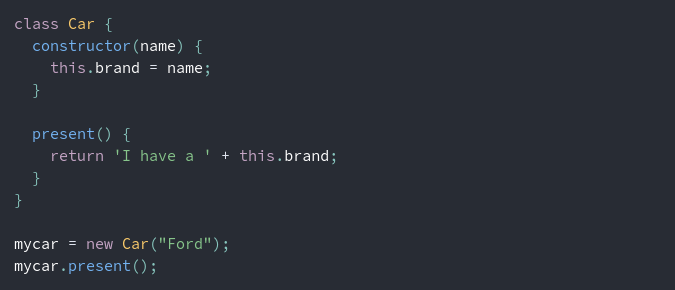 class Car {
  constructor(name) {
    this.brand = name;
  }

  present() {
    return 'I have a ' + this.brand;
  }
}

mycar = new Car("Ford");
mycar.present();